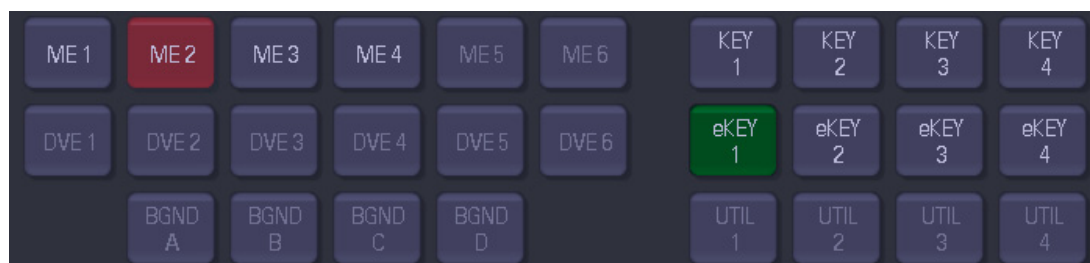 ME 1 ME 2 ME 3 ME 4 ME 5 ME 6 KEY 1 KEY 2 KEY 3 KEY 4
DVE 1 DVE 2 DVE 3 DVE 4 DVE 5 DVE 6 eKEY 1 eKEY 2 eKEY 3 eKEY 4
BGND A BGND B BGND C BGND D UTIL 1 UTIL 2 UTIL 3 UTIL 4